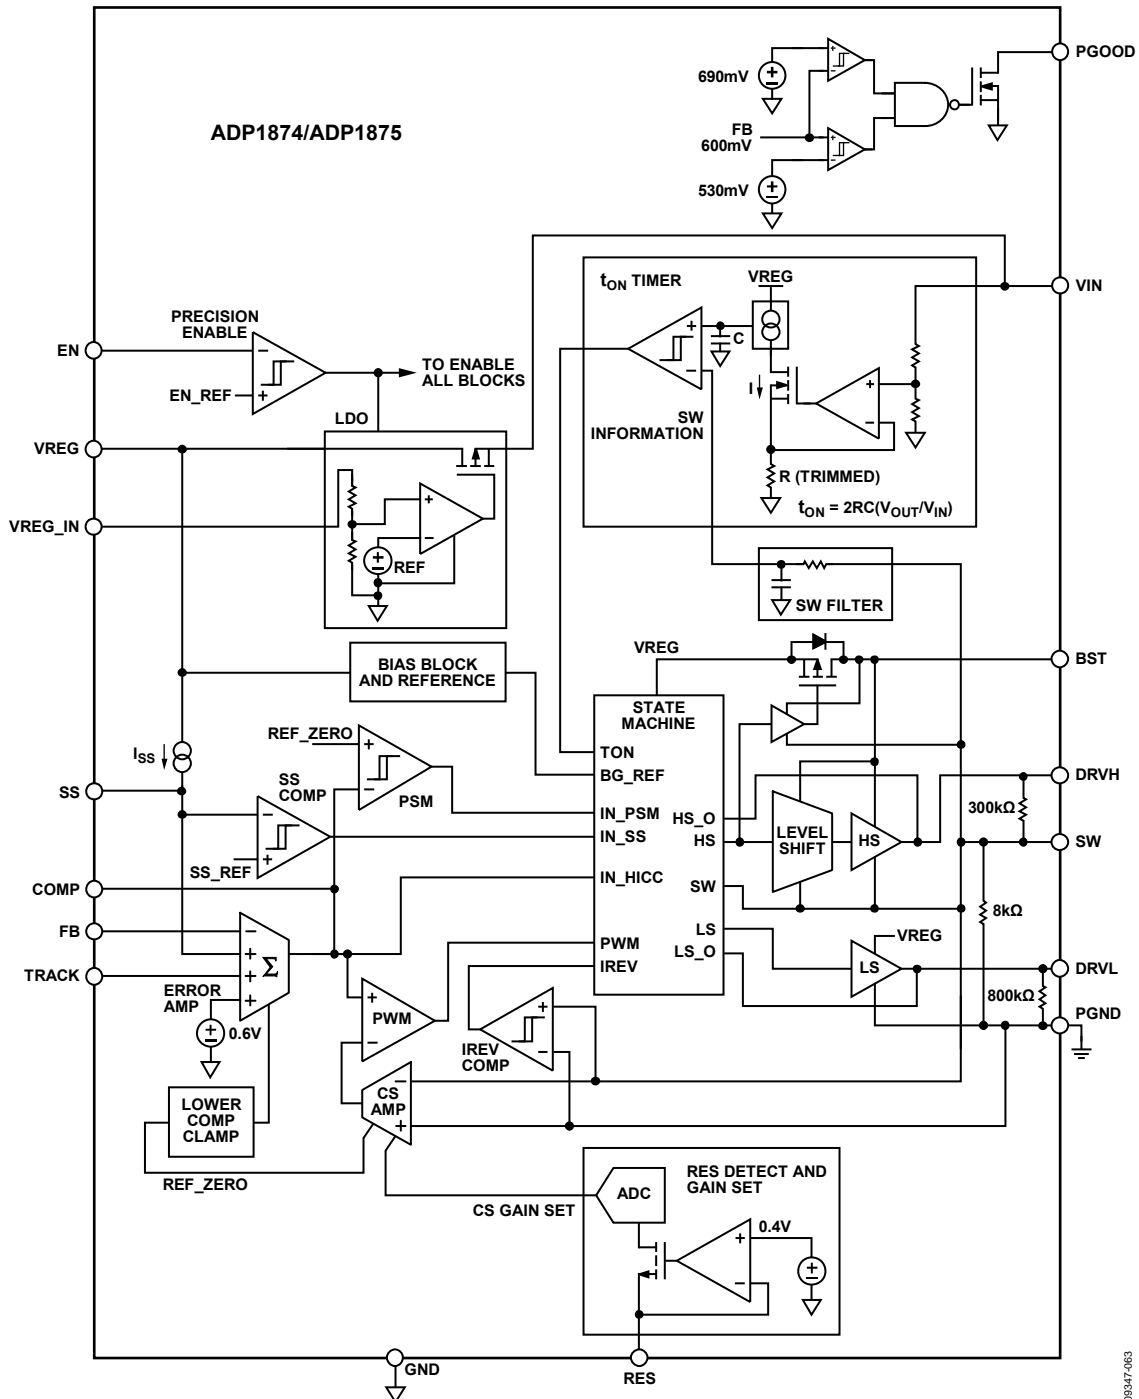 PGOOD
690mV
ADP1874/ADP1875
FB
600mV
530mV
tON TIMER
VREG
VIN
PRECISION
ENABLE
C
EN
TO ENABLE
ALL BLOCKS
I
EN_REF
LDO
SW
INFORMATION
VREG
R (TRIMMED)
VREG_IN
tON = 2RC(VOUT/VIN)
REF
SW FILTER
VREG
BST
BIAS BLOCK
AND REFERENCE
STATE
MACHINE
REF_ZERO
ISS
TON
BG_REF
DRVH
SS
SS
COMP
PSM
300kΩ
IN_PSM
HS_O
IN_SS
HS
LEVEL
SHIFT
HS
SW
SS_REF
COMP
IN_HICC
SW
8kΩ
FB
LS
VREG
PWM
LS_O
LS
DRVL
TRACK
Σ
IREV
ERROR
AMP
800kΩ
PWM
PGND
0.6V
IREV
COMP
LOWER
COMP
CLAMP
CS
AMP
REF_ZERO
RES DETECT AND
GAIN SET
ADC
CS GAIN SET
0.4V
GND
RES
09347-063